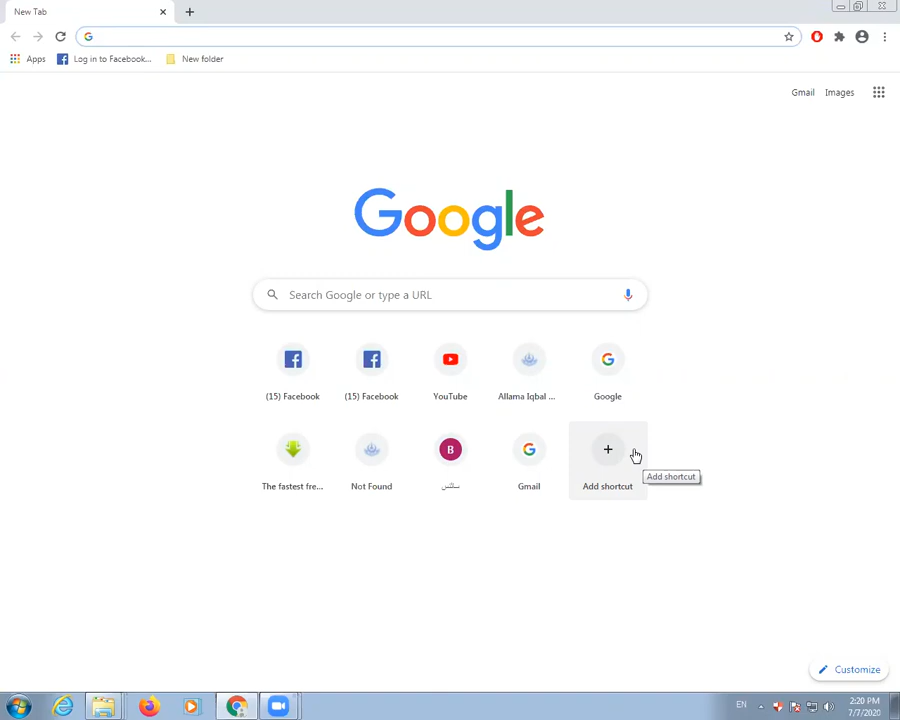 New Tab
Apps
Log in to Facebook...
New folder
Gmail
Images
Google
Search Google or type a URL
(15) Facebook
(15) Facebook
YouTube
Allama Iqbal ...
Google
B
The fastest fre...
Not Found
سائنس
Gmail
Add shortcut
Add shortcut
Customize
EN
2:20 PM
7/7/2020